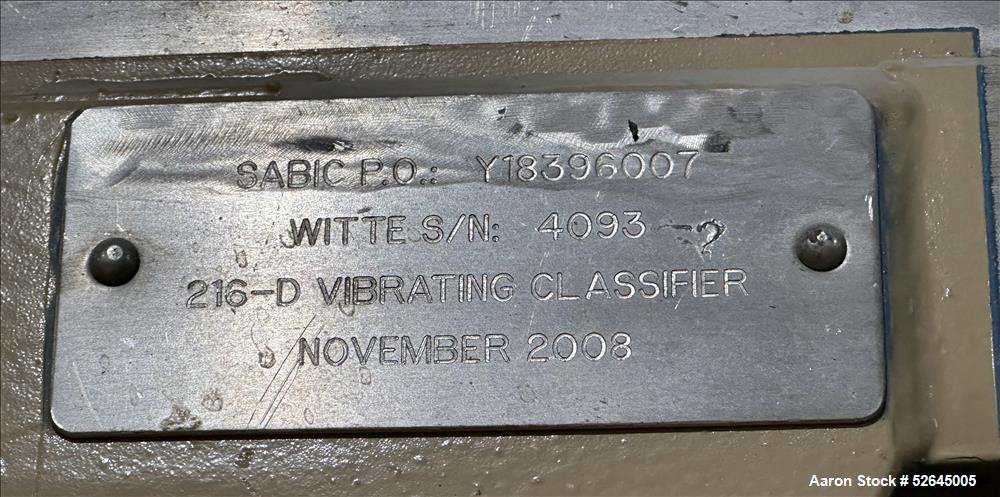 SABIC P.O.: Y18396007
WITTE S/N: 4093-?
216-D VIBRATING CLASSIFIER
NOVEMBER 2008
Aaron Stock # 52645005